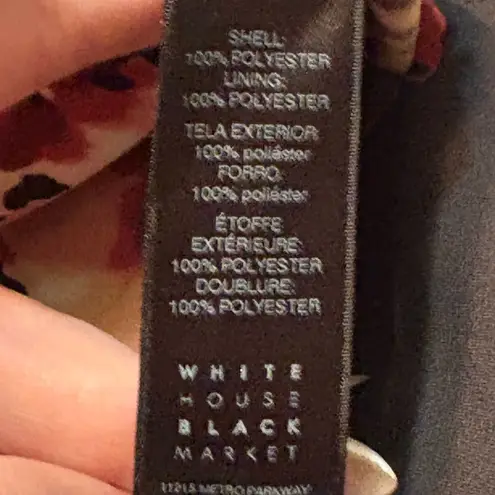 SHELL:
100% POLYESTER
LINING:
100% POLYESTER
TELA EXTERIOR:
100% poliéster
FORRO:
100% poliéster
ÉTOFFE
EXTÉRIEURE:
100% POLYESTER
DOUBLURE:
100% POLYESTER
WHITE
HOUSE
BLACK
MARKET
11215 METRO PARKWAY